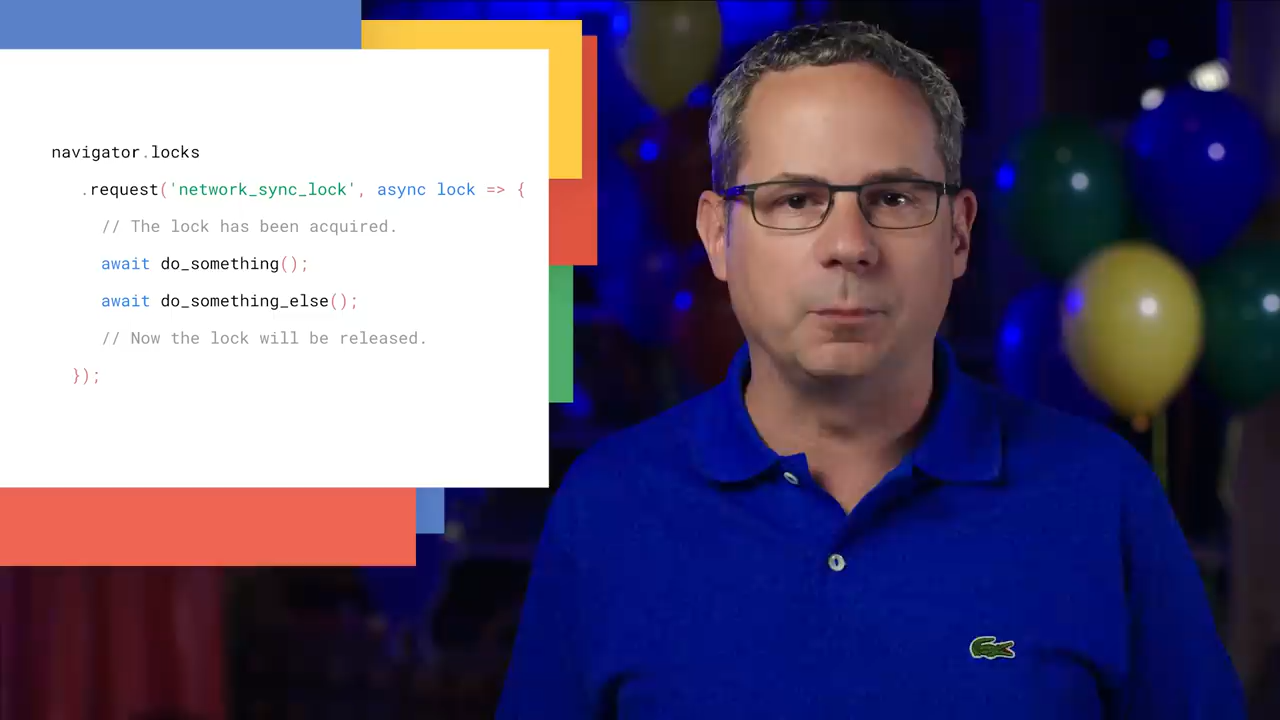 navigator.locks
.request('network_sync_lock', async lock => {
// The lock has been acquired.
await do_something();
await do_something_else();
// Now the lock will be released.
});